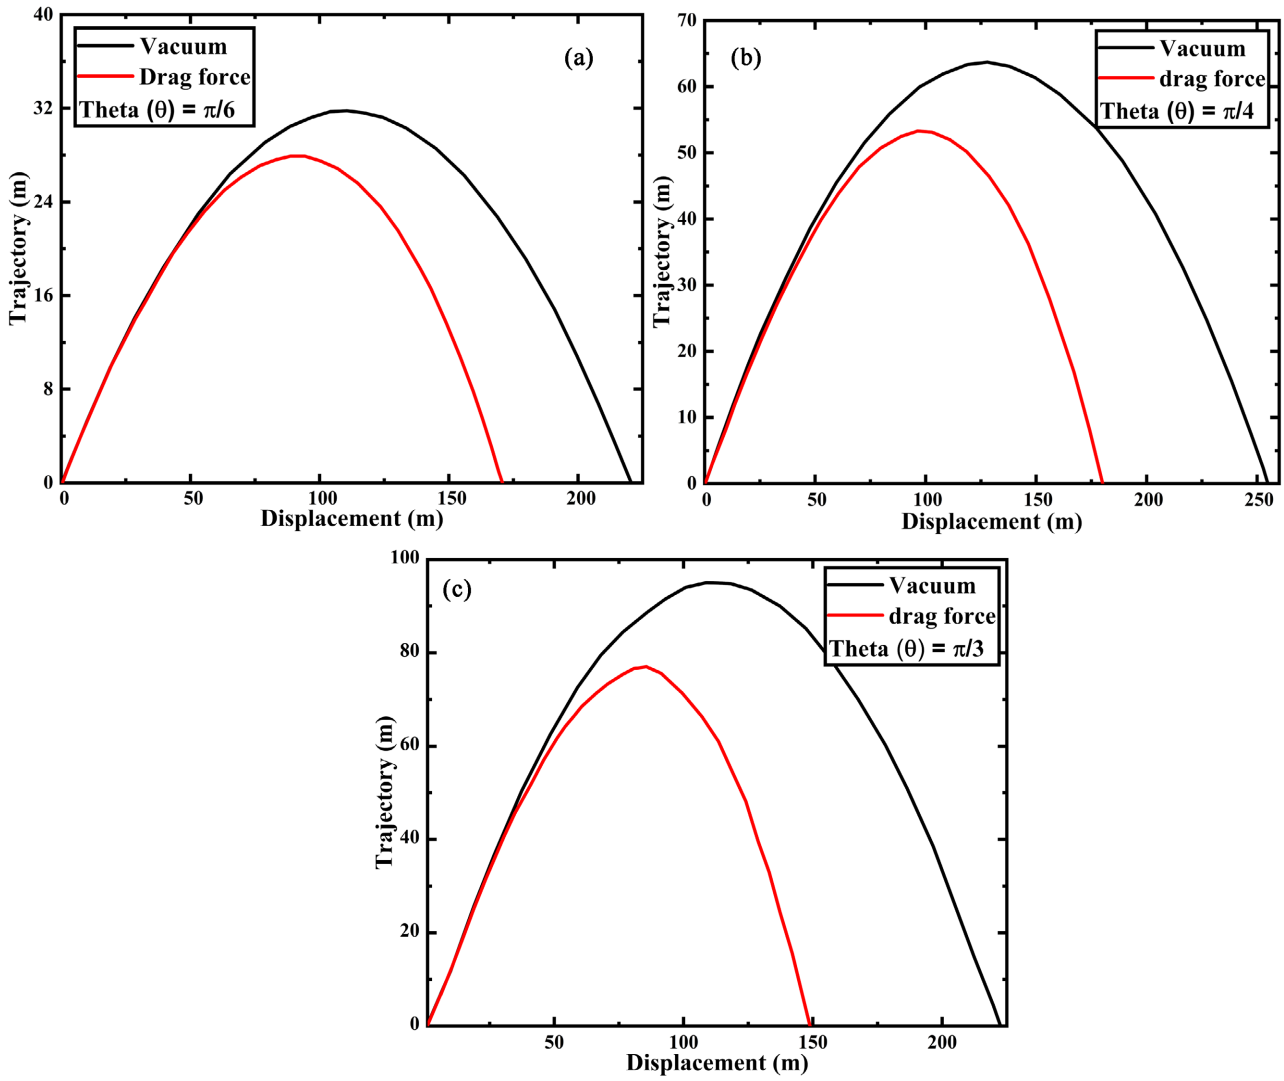 40
32
24
16
8
0
Trajectory (m)
Vacuum
Drag force
Theta (θ) = π/6
(a)
0 50 100 150 200
Displacement (m)
70
60
50
40
30
20
10
0
Trajectory (m)
(b)
Vacuum
drag force
Theta (θ) = π/4
0 50 100 150 200 250
Displacement (m)
100
80
60
40
20
0
Trajectory (m)
(c)
Vacuum
drag force
Theta (θ) = π/3
50 100 150 200
Displacement (m)